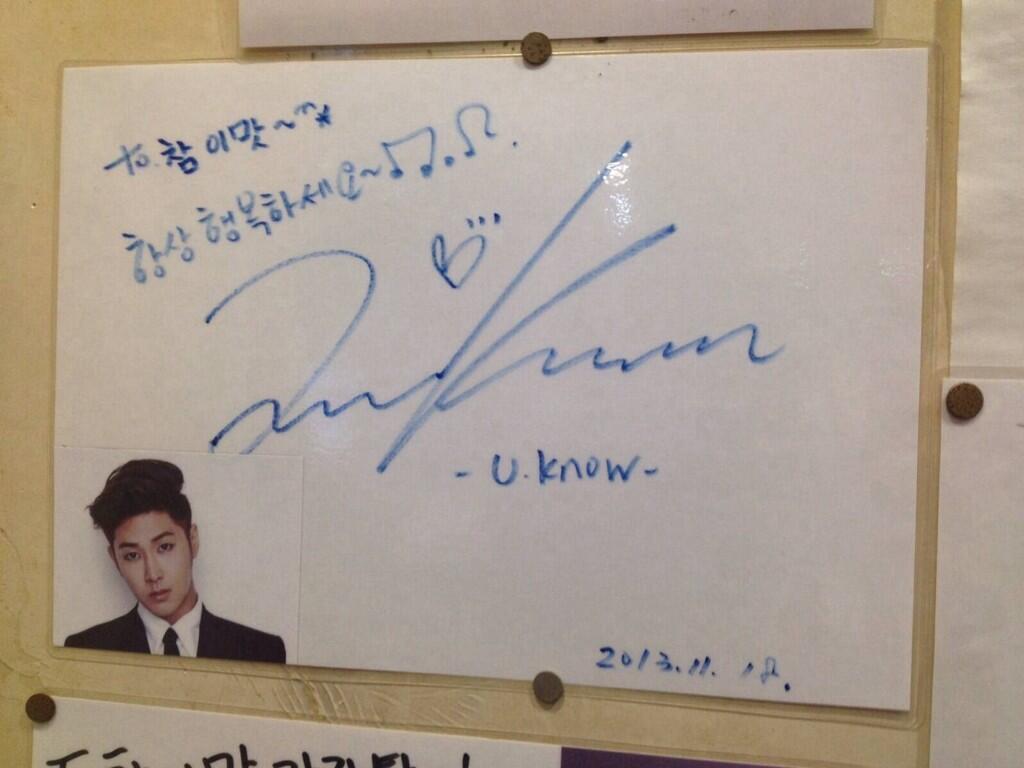 to. 참이맛~^^*
항상 행복하세요~♪♫.♫.
♡...
- U.Know -
2013.11. 18.